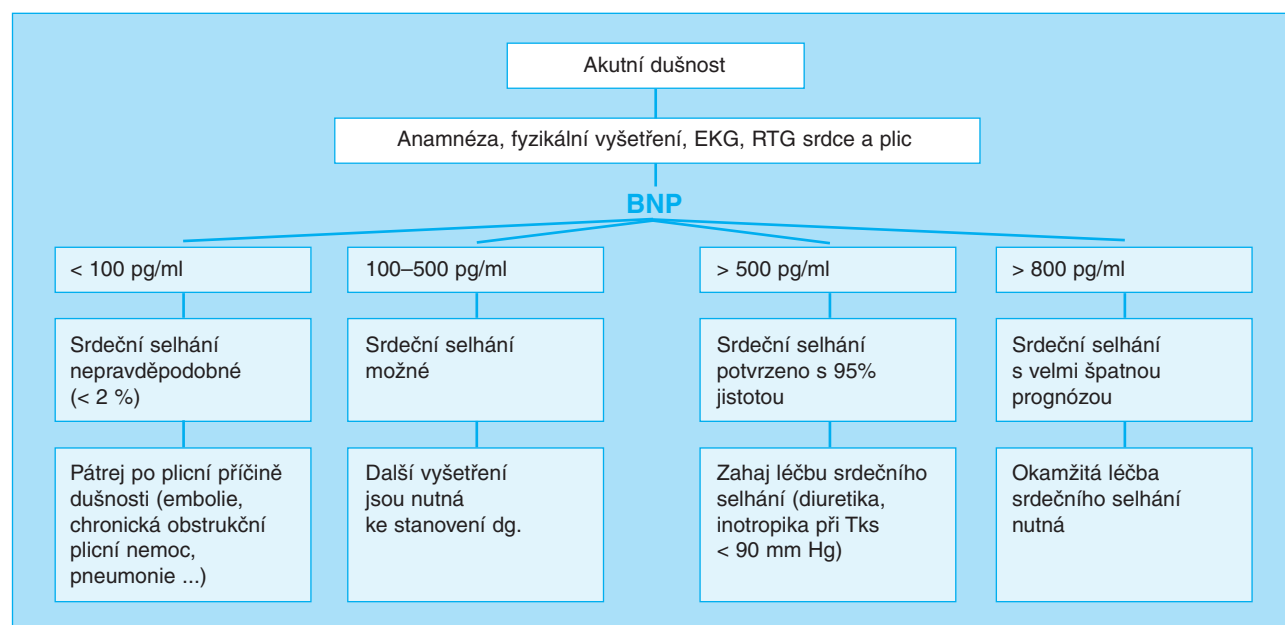 Akutní dušnost
Anamnéza, fyzikální vyšetření, EKG, RTG srdce a plic
BNP
< 100 pg/ml
Srdeční selhání
nepravděpodobné
(< 2 %)
Pátrej po plicní příčině
dušnosti (embolie,
chronická obstrukční
plicní nemoc,
pneumonie ...)
100–500 pg/ml
Srdeční selhání
možné
Další vyšetření
jsou nutná
ke stanovení dg.
> 500 pg/ml
Srdeční selhání
potvrzeno s 95%
jistotou
Zahaj léčbu srdečního
selhání (diuretika,
inotropika při Tks
< 90 mm Hg)
> 800 pg/ml
Srdeční selhání
s velmi špatnou
prognózou
Okamžitá léčba
srdečního selhání
nutná